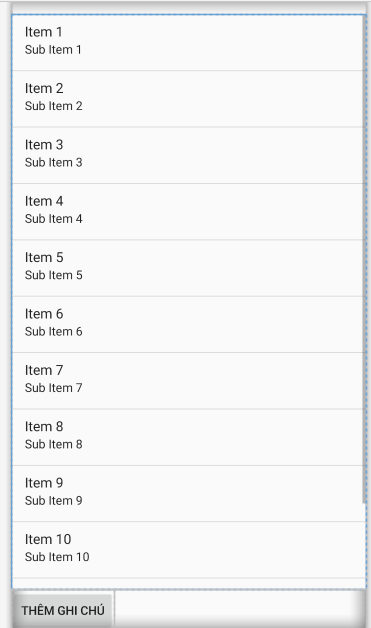 Item 1
Sub Item 1
Item 2
Sub Item 2
Item 3
Sub Item 3
Item 4
Sub Item 4
Item 5
Sub Item 5
Item 6
Sub Item 6
Item 7
Sub Item 7
Item 8
Sub Item 8
Item 9
Sub Item 9
Item 10
Sub Item 10
THÊM GHI CHÚ